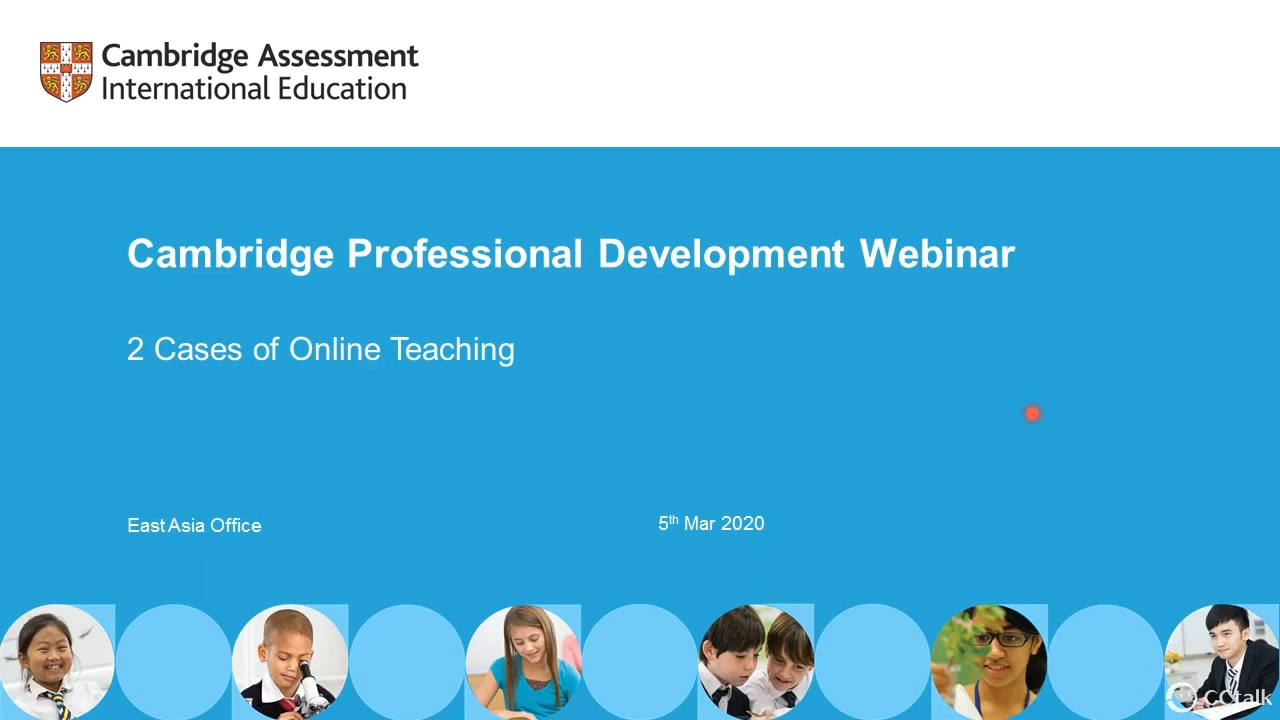 Cambridge Assessment
International Education
Cambridge Professional Development Webinar
2 Cases of Online Teaching
East Asia Office
5th Mar 2020
CCtalk